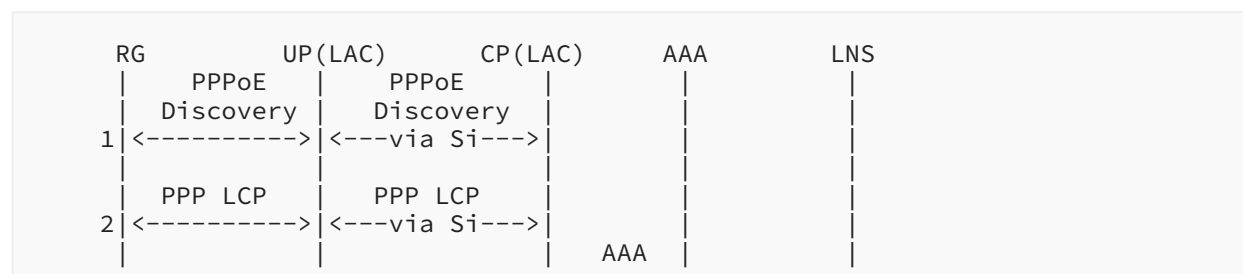 RG UP(LAC) CP(LAC) AAA LNS
| PPPoE | PPPoE | | |
| Discovery | Discovery | | |
1|<---------->|<---via Si--->| | |
| | | | |
| PPP LCP | PPP LCP | | |
2|<---------->|<---via Si--->| | |
| | | AAA | |